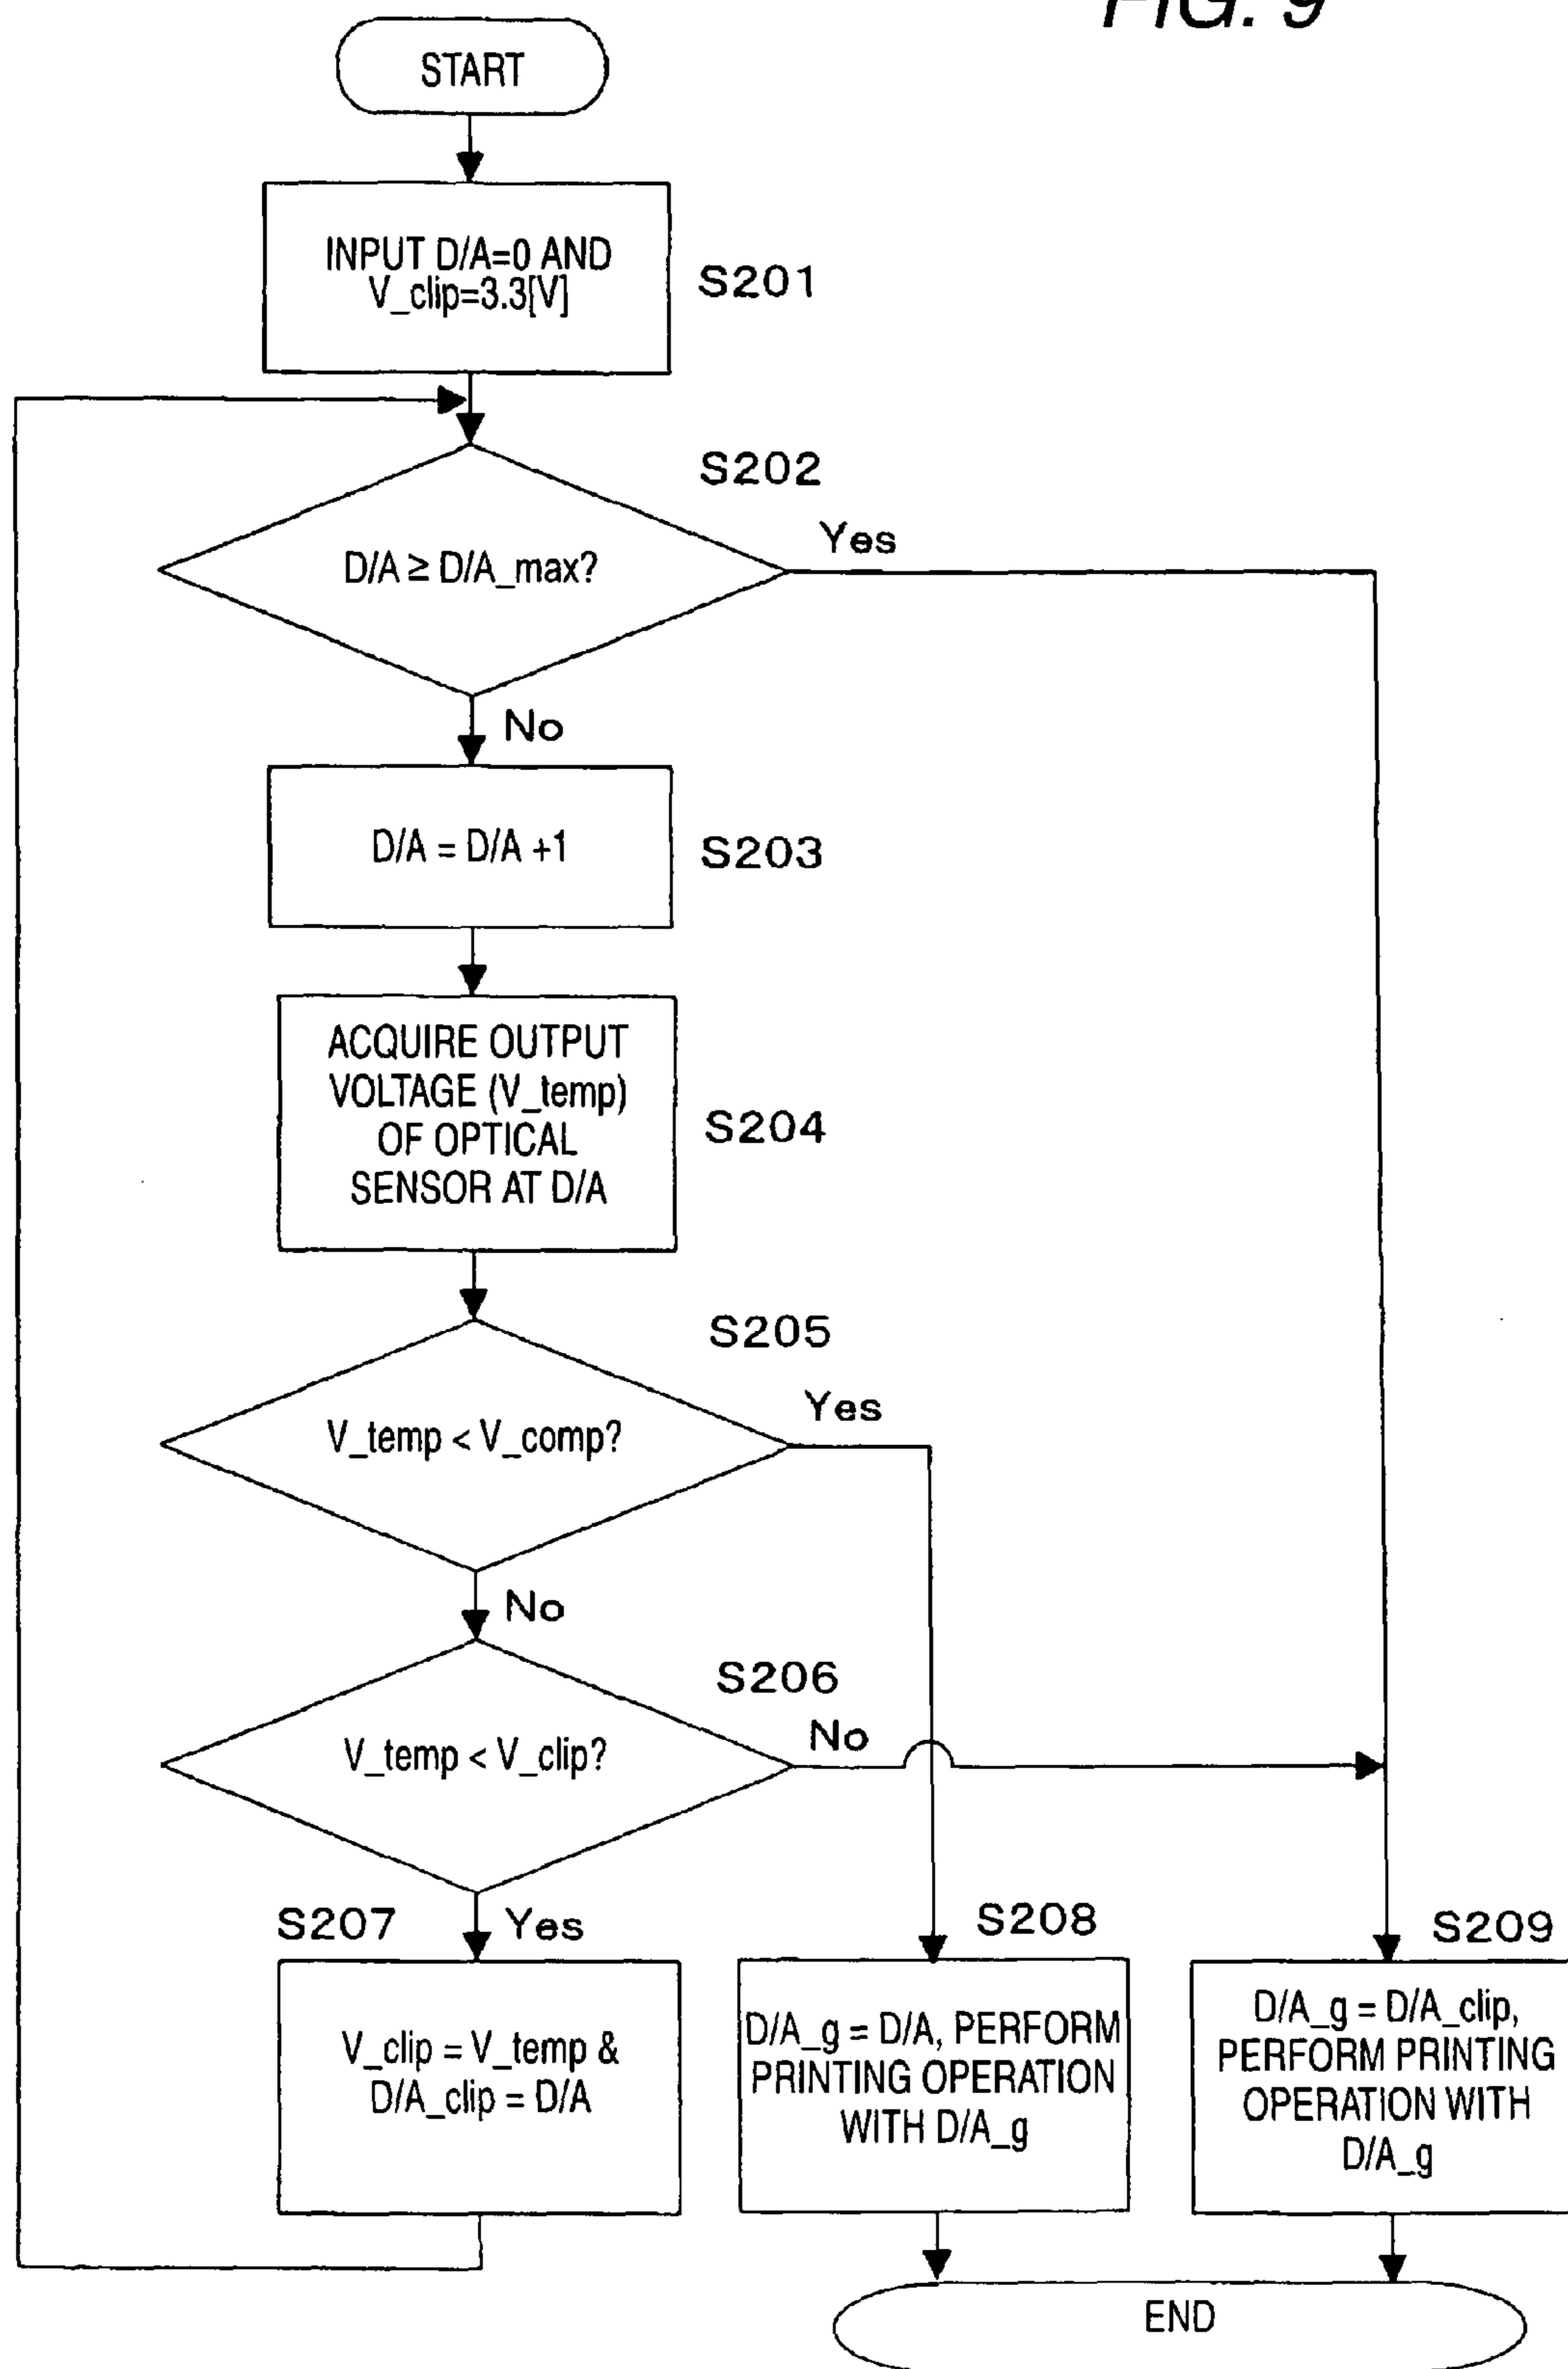 FIG. 9
START
INPUT D/A=0 AND
V_clip=3.3[V]
S201
S202
D/A ≥ D/A_max?
Yes
No
D/A = D/A +1
S203
ACQUIRE OUTPUT
VOLTAGE (V_temp)
OF OPTICAL
SENSOR AT D/A
S204
S205
V_temp < V_comp?
Yes
No
S206
V_temp < V_clip?
No
S207
Yes
V_clip = V_temp &
D/A_clip = D/A
S208
D/A_g = D/A, PERFORM
PRINTING OPERATION
WITH D/A_g
S209
D/A_g = D/A_clip,
PERFORM PRINTING
OPERATION WITH
D/A_g
END